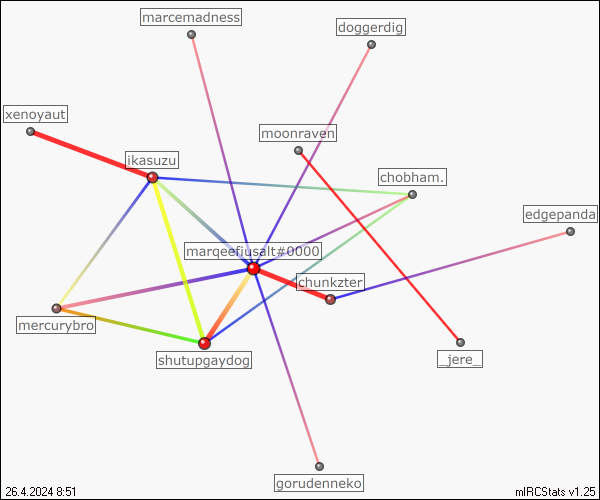 marcemadness
doggerdig
xenoyaut
moonraven
ikasuzu
chobham.
edgepanda
marqeefjusalt#0000
chunkzter
mercurybro
shutupgaydog
_jere_
gorudenneko
26.4.2024 8:51
mIRCStats v1.25